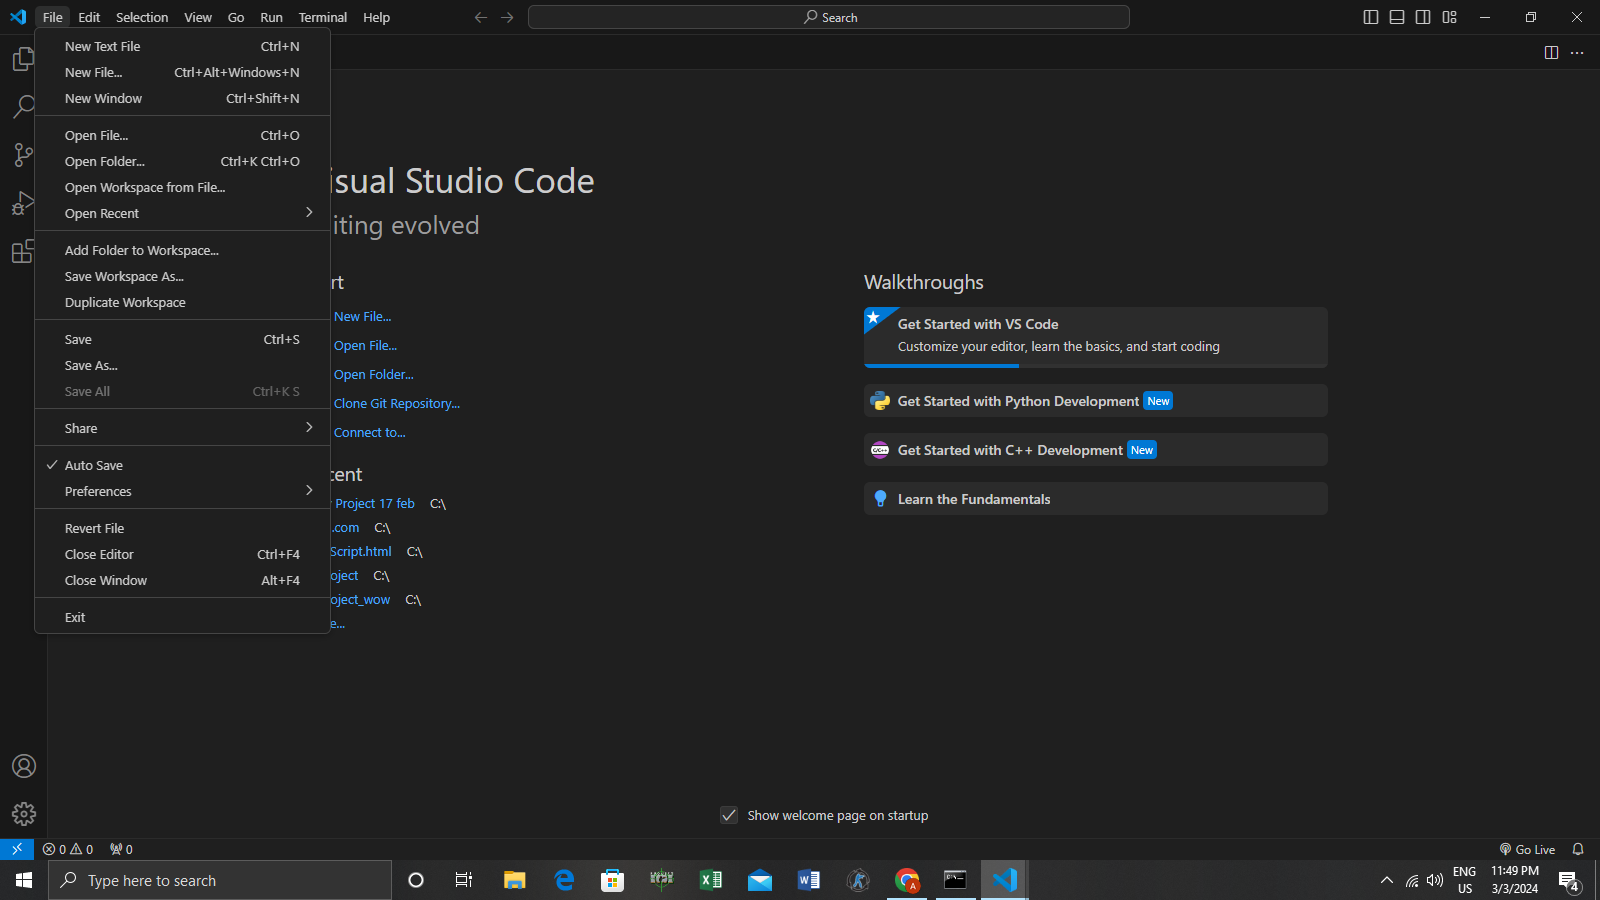 File Edit Selection View Go Run Terminal Help
Search
New Text File Ctrl+N
New File... Ctrl+Alt+Windows+N
New Window Ctrl+Shift+N
Open File... Ctrl+O
Open Folder... Ctrl+K Ctrl+O
Open Workspace from File...
Open Recent
Add Folder to Workspace...
Save Workspace As...
Duplicate Workspace
Save Ctrl+S
Save As...
Save All Ctrl+K S
Share
Auto Save
Preferences
Revert File
Close Editor Ctrl+F4
Close Window Alt+F4
Exit
isual Studio Code
iting evolved
rt
New File...
Open File...
Open Folder...
Clone Git Repository...
Connect to...
cent
Project 17 feb C:\
.com C:\
Script.html C:\
oject C:\
oject_wow C:\
e...
Walkthroughs
Get Started with VS Code
Customize your editor, learn the basics, and start coding
Get Started with Python Development New
C/C++ Get Started with C++ Development New
Learn the Fundamentals
Show welcome page on startup
0 0 0
Go Live
Type here to search
A
ENG
US
11:49 PM
3/3/2024
4